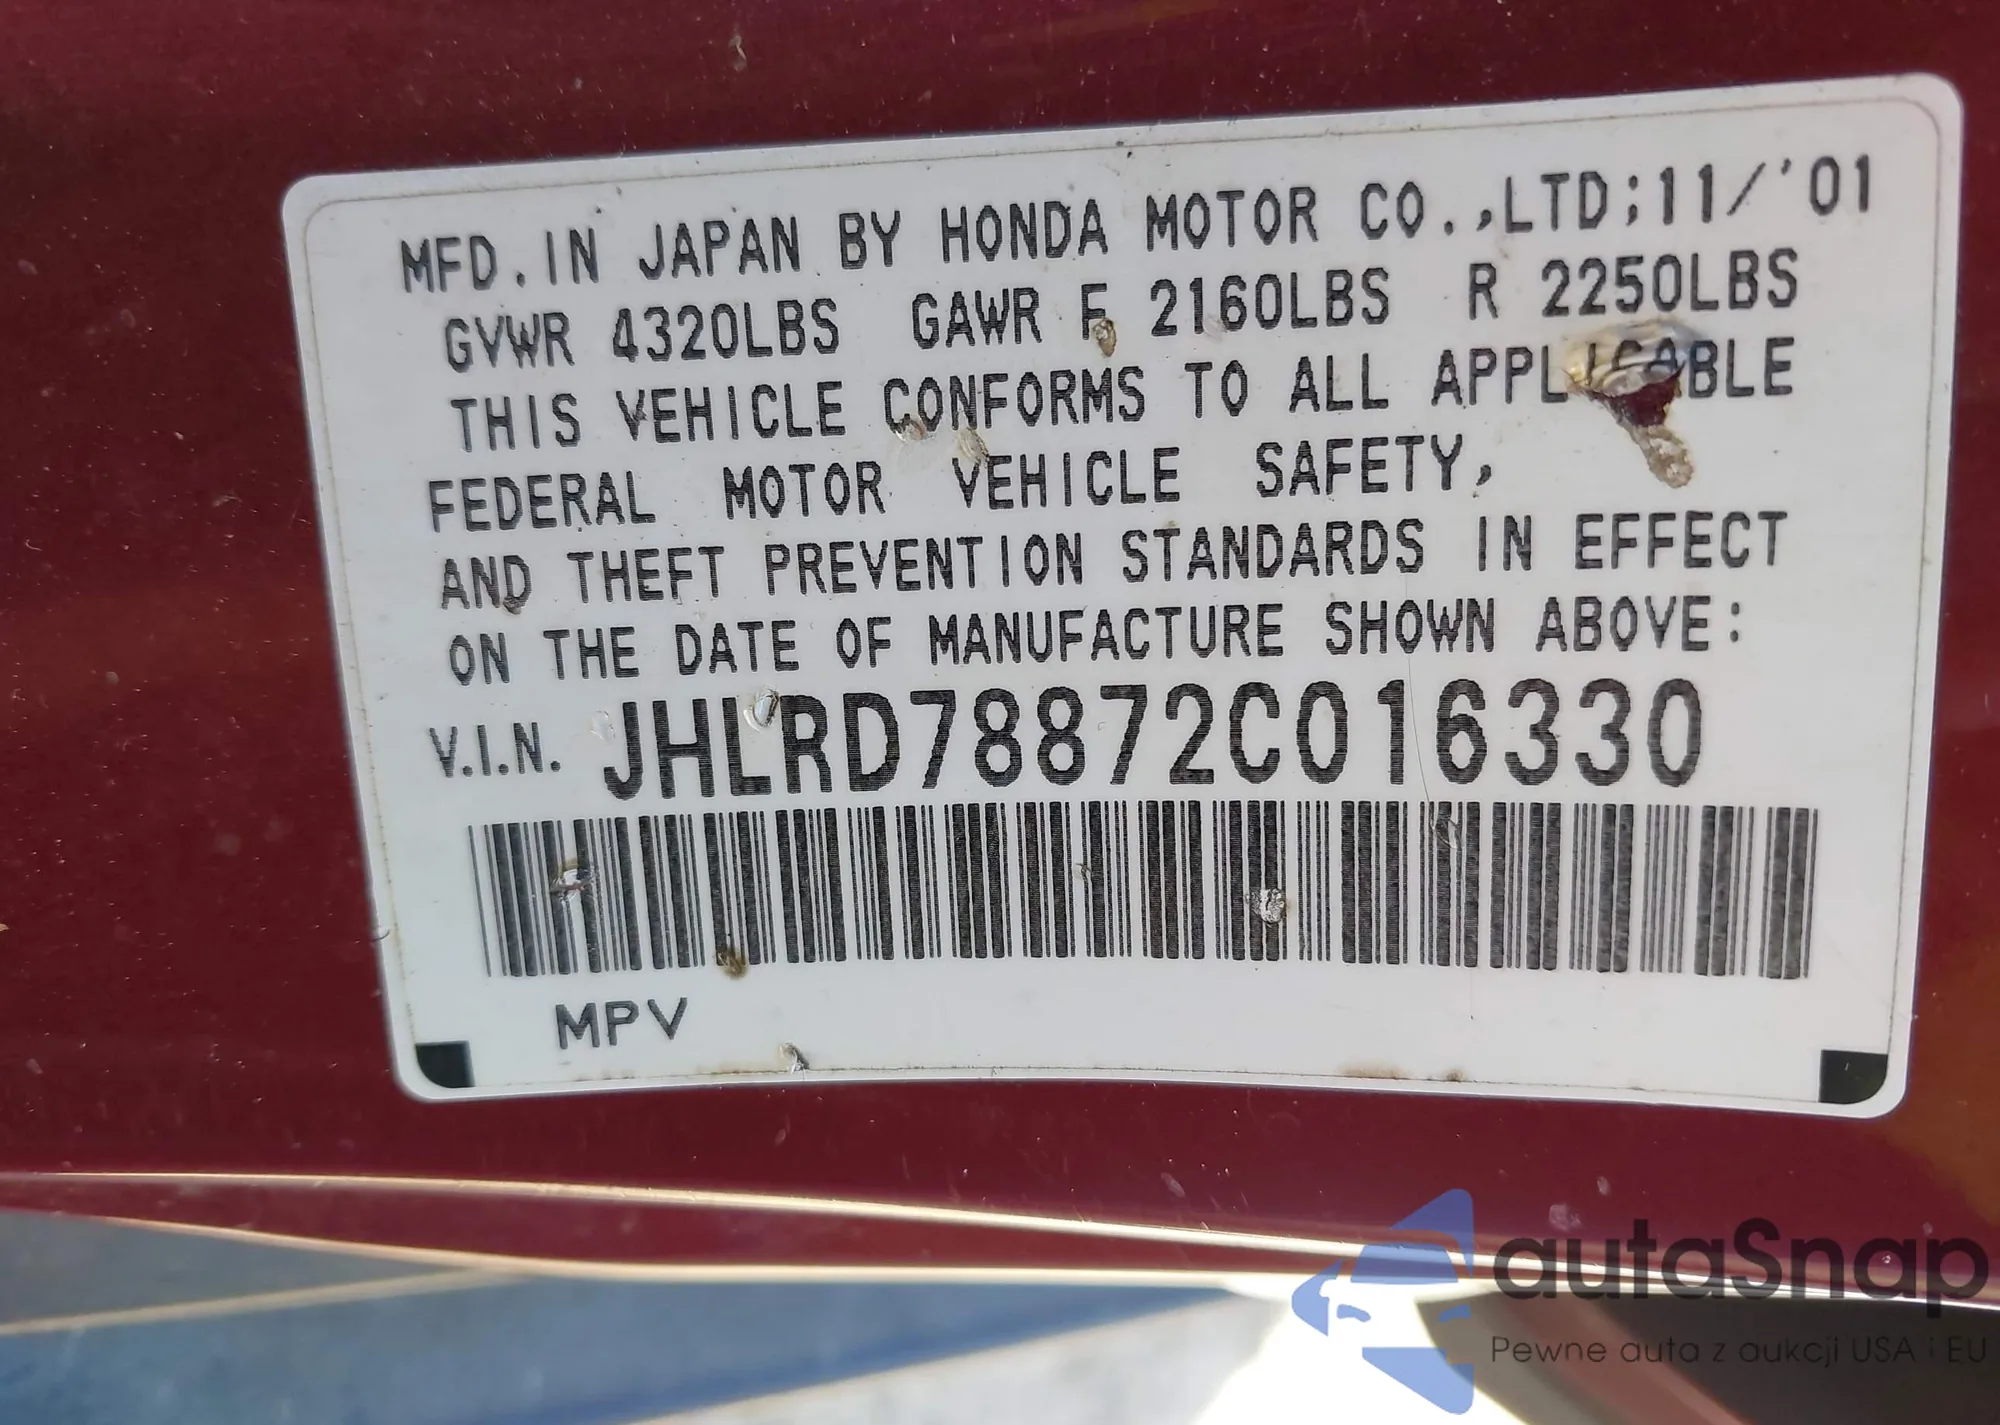 MFD. IN JAPAN BY HONDA MOTOR CO.,LTD;11/'01
GVWR 4320LBS GAWR F 2160LBS R 2250LBS
THIS VEHICLE CONFORMS TO ALL APPLICABLE
FEDERAL MOTOR VEHICLE SAFETY,
AND THEFT PREVENTION STANDARDS IN EFFECT
ON THE DATE OF MANUFACTURE SHOWN ABOVE:
V.I.N. JHLRD78872C016330
MPV
autaSnap
Pewne auta z aukcji USA i EU